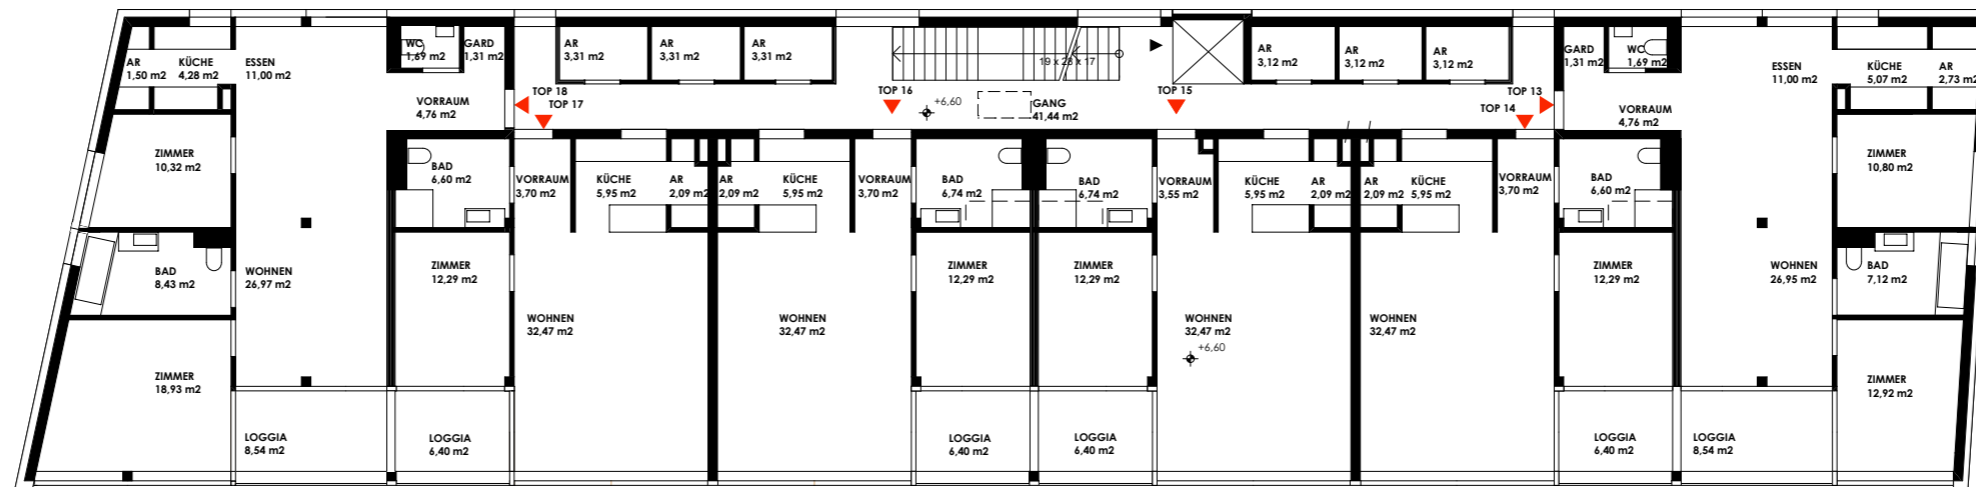 AR
1,50 m2
KÜCHE
4,28 m2
ESSEN
11,00 m2
WC
1,69 m2
GARD
1,31 m2
VORRAUM
4,76 m2
AR
3,31 m2
AR
3,31 m2
AR
3,31 m2
19 x 28 x 17
AR
3,12 m2
AR
3,12 m2
AR
3,12 m2
GARD
1,31 m2
WC
1,69 m2
VORRAUM
4,76 m2
ESSEN
11,00 m2
KÜCHE
5,07 m2
AR
2,73 m2
TOP 18
TOP 17
TOP 16
+6,60
GANG
41,44 m2
TOP 15
TOP 14
TOP 13
ZIMMER
10,32 m2
BAD
6,60 m2
VORRAUM
3,70 m2
KÜCHE
5,95 m2
AR
2,09 m2
AR
2,09 m2
KÜCHE
5,95 m2
VORRAUM
3,70 m2
BAD
6,74 m2
BAD
6,74 m2
VORRAUM
3,55 m2
KÜCHE
5,95 m2
AR
2,09 m2
AR
2,09 m2
KÜCHE
5,95 m2
VORRAUM
3,70 m2
BAD
6,60 m2
ZIMMER
10,80 m2
BAD
8,43 m2
WOHNEN
26,97 m2
ZIMMER
12,29 m2
WOHNEN
32,47 m2
WOHNEN
32,47 m2
ZIMMER
12,29 m2
ZIMMER
12,29 m2
WOHNEN
32,47 m2
+6,60
WOHNEN
32,47 m2
ZIMMER
12,29 m2
WOHNEN
26,95 m2
BAD
7,12 m2
ZIMMER
18,93 m2
ZIMMER
12,92 m2
LOGGIA
8,54 m2
LOGGIA
6,40 m2
LOGGIA
6,40 m2
LOGGIA
6,40 m2
LOGGIA
6,40 m2
LOGGIA
8,54 m2